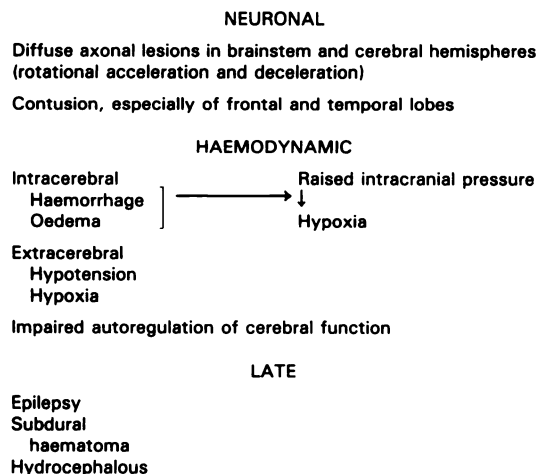 NEURONAL
Diffuse axonal lesions in brainstem and cerebral hemispheres
(rotational acceleration and deceleration)
Contusion, especially of frontal and temporal lobes
HAEMODYNAMIC
Intracerebral Raised intracranial pressure
Haemorrhage
Oedema Hypoxia
Extracerebral
Hypotension
Hypoxia
Impaired autoregulation of cerebral function
LATE
Epilepsy
Subdural
haematoma
Hydrocephalous